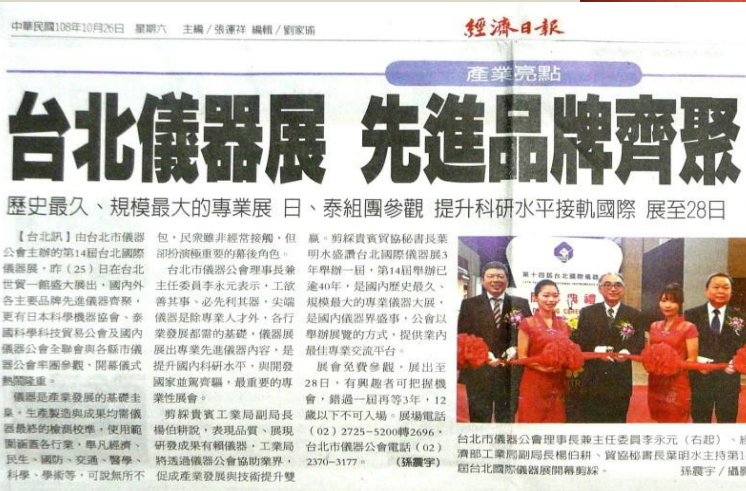 中華民國108年10月26日 星期六 主編/張運祥 編輯/劉家瑜
經濟日報
產業亮點
台北儀器展 先進品牌齊聚
歷史最久、規模最大的專業展 日、泰組團參觀 提升科研水平接軌國際 展至28日
【台北訊】由台北市儀器
公會主辦的第14屆台北國際
儀器展，昨（25）日在台北
世貿一館盛大展出，國內外
各主要品牌先進儀器齊聚，
更有日本科學機器協會、泰
國科學科技貿易公會及國內
儀器公會全聯會與各縣市儀
器公會牽團參觀，開幕儀式
熱鬧隆重。
儀器是產業發展的基礎圭
臬，生產製造與成果均需儀
器最終的檢測校準，使用範
圍涵蓋各行業，舉凡經濟、
民生、國防、交通、醫學、
科學、學術等，可說無所不
包，民衆雖非經常接觸，但
卻扮演極重要的幕後角色。
台北市儀器公會理事長兼
主任委員李永元表示，工欲
善其事、必先利其器，尖端
儀器是除專業人才外，各行
業發展都需的基礎，儀器展
展出專業先進儀器內容，是
提升國內科研水平，與開發
國家並駕齊驅，最重要的專
業性展會。
剪綵貴賓工業局副局長
楊伯耕說，表現品質、展現
研發成果有賴儀器，工業局
將透過儀器公會協助業界，
促成產業發展與技術提升雙
贏。剪綵貴賓貿協秘書長葉
明水盛讚台北國際儀器展3
年舉辦一屆，第14屆舉辦已
逾40年，是國內歷史最久、
規模最大的專業儀器大展，
是國內儀器界盛事，公會以
舉辦展覽的方式，提供業內
最佳專業交流平台。
展會免費參觀，展出至
28日，有興趣者可把握機
會，錯過一屆再等3年，12
歲以下不可入場。展場電話
（02）2725-5200轉2696，
台北市儀器公會電話（02）
2370-3177。 （孫震宇）
第十四屆台北國際儀器
典禮
台北市儀器公會理事長兼主任委員李永元（右起）、
濟部工業局副局長楊伯耕、貿協秘書長葉明水主持第1
屆台北國際儀器展開幕剪綵。 孫震宇／攝